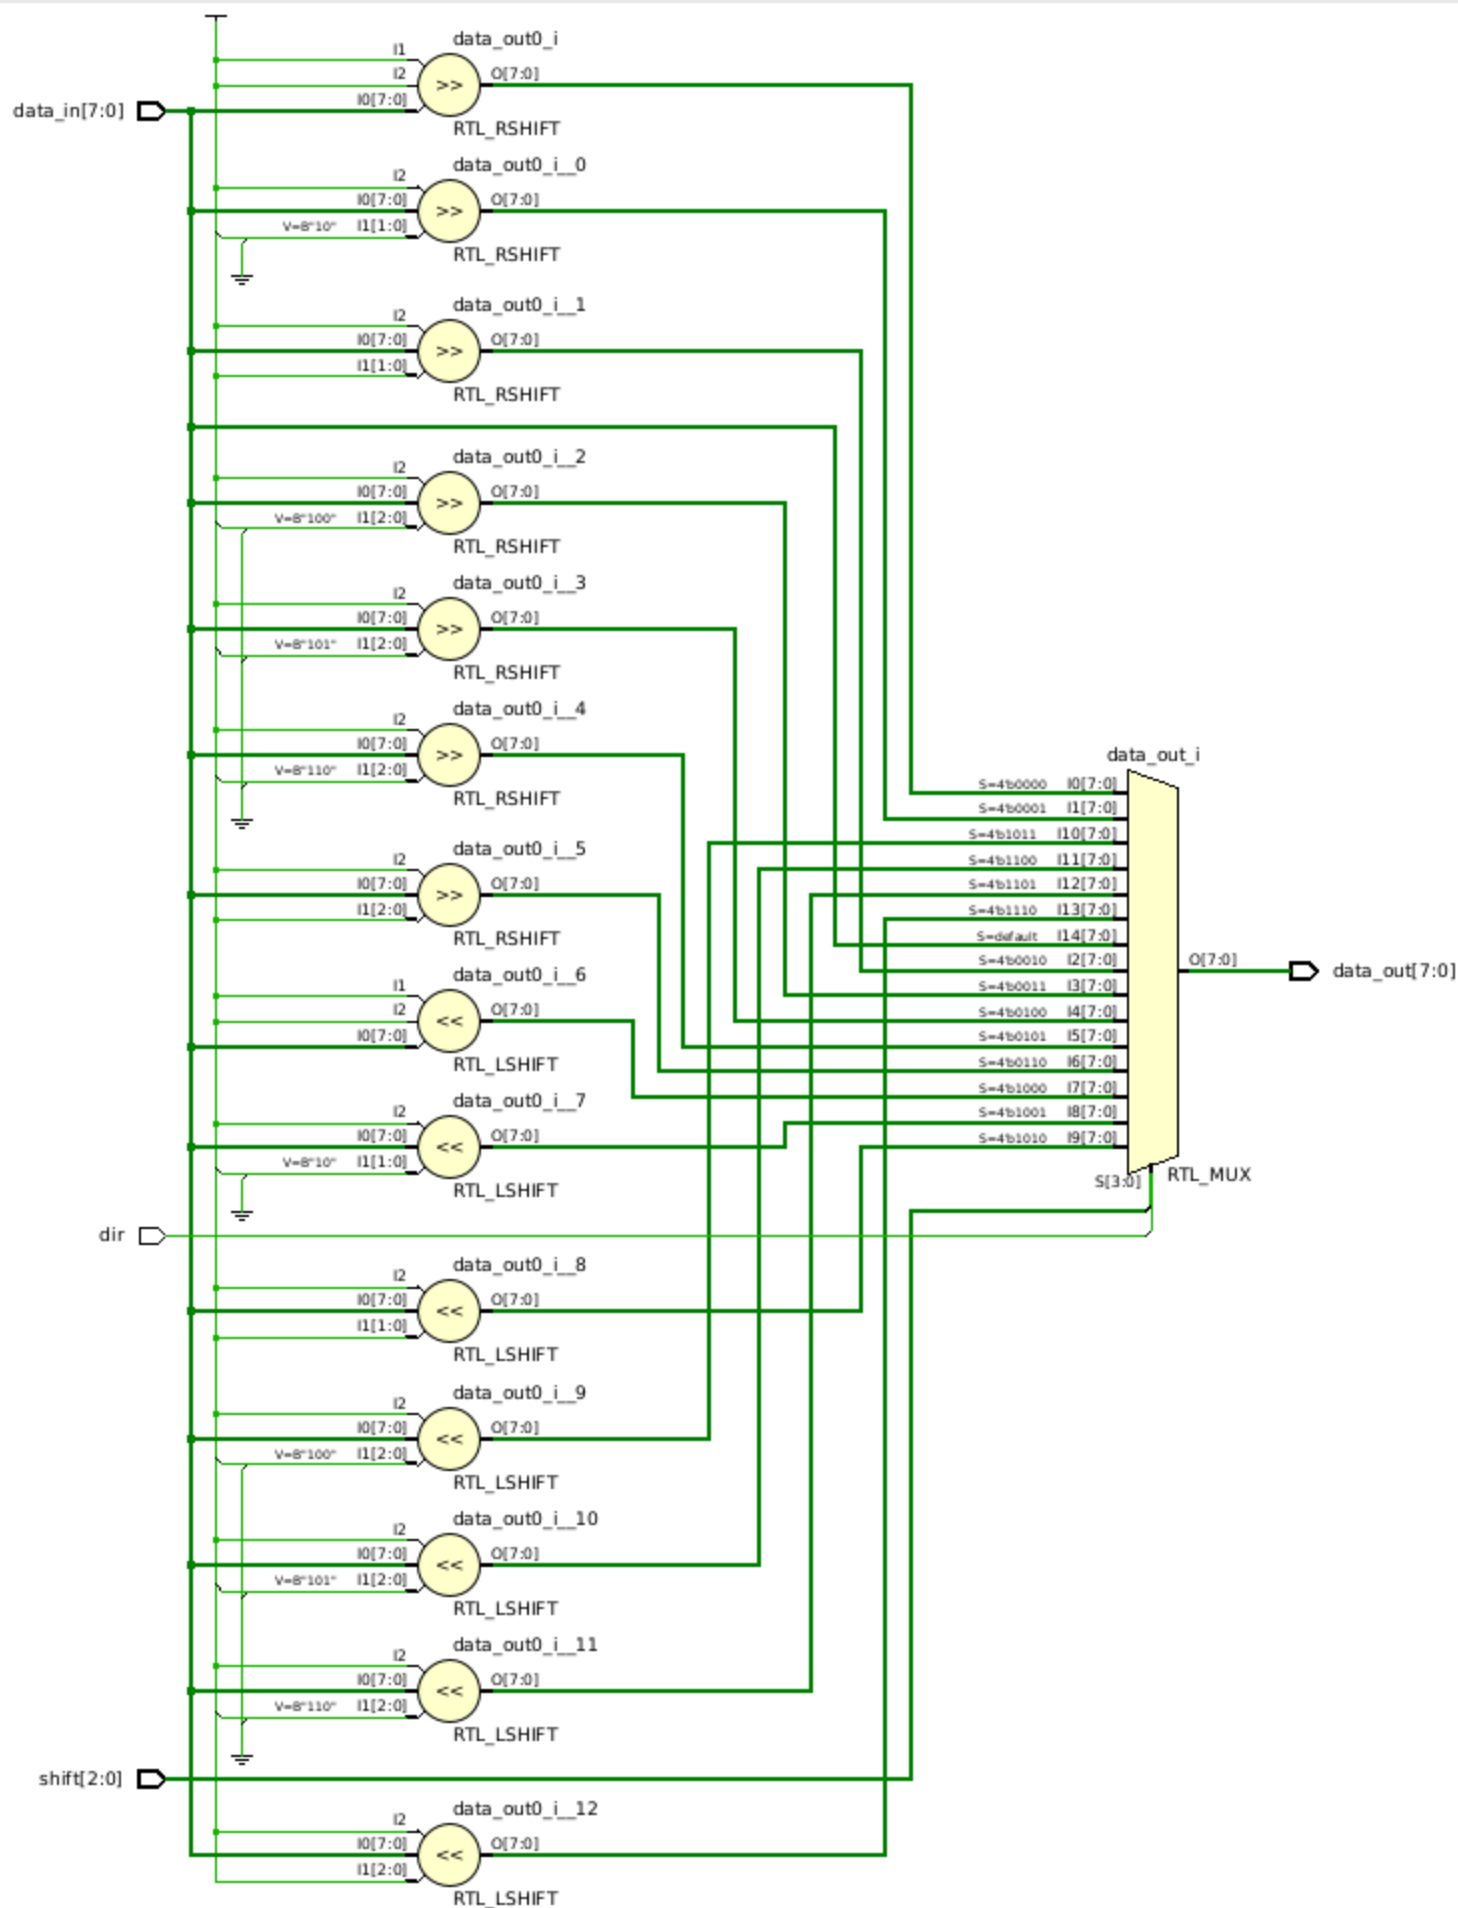 data_out0_i
I1
I2
O[7:0]
I0[7:0]
>>
data_in[7:0]
RTL_RSHIFT
data_out0_i__0
I2
I0[7:0]
O[7:0]
>>
V=B"10"
I1[1:0]
RTL_RSHIFT
data_out0_i__1
I2
I0[7:0]
O[7:0]
>>
I1[1:0]
RTL_RSHIFT
data_out0_i__2
I2
I0[7:0]
O[7:0]
>>
V=B"100"
I1[2:0]
RTL_RSHIFT
data_out0_i__3
I2
I0[7:0]
O[7:0]
>>
V=B"101"
I1[2:0]
RTL_RSHIFT
data_out0_i__4
I2
I0[7:0]
O[7:0]
>>
V=B"110"
I1[2:0]
RTL_RSHIFT
data_out0_i__5
I2
I0[7:0]
O[7:0]
>>
I1[2:0]
RTL_RSHIFT
data_out0_i__6
I1
I2
O[7:0]
<<
I0[7:0]
RTL_LSHIFT
data_out0_i__7
I2
I0[7:0]
O[7:0]
<<
V=B"10"
I1[1:0]
RTL_LSHIFT
dir
data_out0_i__8
I2
I0[7:0]
O[7:0]
<<
I1[1:0]
RTL_LSHIFT
data_out0_i__9
I2
I0[7:0]
O[7:0]
<<
V=B"100"
I1[2:0]
RTL_LSHIFT
data_out0_i__10
I2
I0[7:0]
O[7:0]
<<
V=B"101"
I1[2:0]
RTL_LSHIFT
data_out0_i__11
I2
I0[7:0]
O[7:0]
<<
V=B"110"
I1[2:0]
RTL_LSHIFT
shift[2:0]
data_out0_i__12
I2
I0[7:0]
O[7:0]
<<
I1[2:0]
RTL_LSHIFT
data_out_i
S=4'b0000 I0[7:0]
S=4'b0001 I1[7:0]
S=4'b1011 I10[7:0]
S=4'b1100 I11[7:0]
S=4'b1101 I12[7:0]
S=4'b1110 I13[7:0]
S=default I14[7:0]
S=4'b0010 I2[7:0]
S=4'b0011 I3[7:0]
S=4'b0100 I4[7:0]
S=4'b0101 I5[7:0]
S=4'b0110 I6[7:0]
S=4'b1000 I7[7:0]
S=4'b1001 I8[7:0]
S=4'b1010 I9[7:0]
O[7:0]
data_out[7:0]
S[3:0]
RTL_MUX